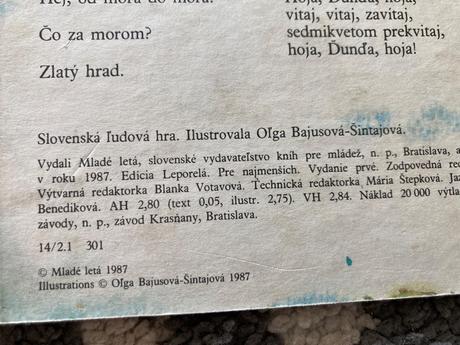 Hej, od mora do mora.
Čo za morom?
Zlatý hrad.
Hoja, Ďunďa, hoja,
vitaj, vitaj, zavítaj,
sedmikvetom prekvitaj,
hoja, Ďunďa, hoja!
Slovenská ľudová hra. Ilustrovala Oľga Bajusová-Šintajová.
Vydali Mladé letá, slovenské vydavateľstvo kníh pre mládež, n. p., Bratislava, a
v roku 1987. Edícia Leporelá. Pre najmenších. Vydanie prvé. Zodpovedná red
Výtvarná redaktorka Blanka Votavová. Technická redaktorka Mária Štepková. Jaz
Benediková. AH 2,80 (text 0,05, ilustr. 2,75). VH 2,84. Náklad 20 000 výtla
závody, n. p., závod Krasňany, Bratislava.
14/2.1 301
© Mladé letá 1987
Illustrations © Oľga Bajusová-Šintajová 1987